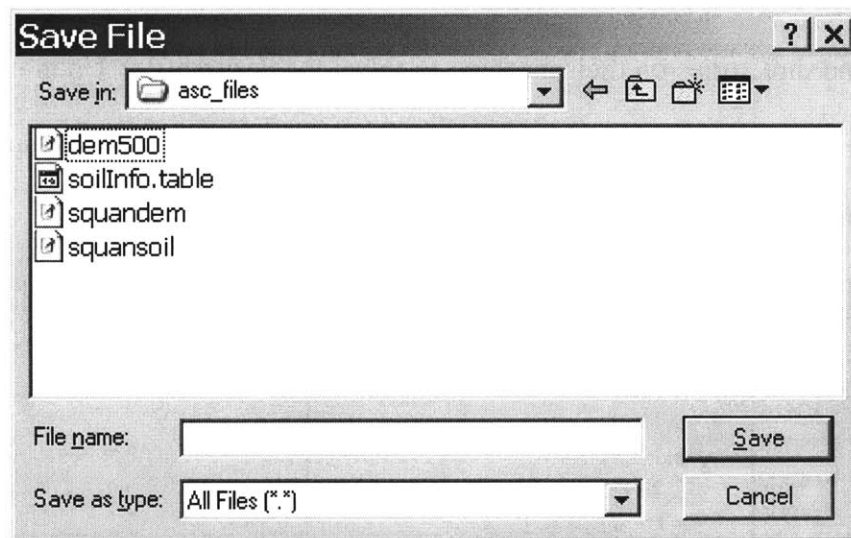 Save File
? X
Save in: asc_files
dem500
soilInfo.table
squandem
squansoil
File name:
Save
Save as type: All Files (*.*)
Cancel